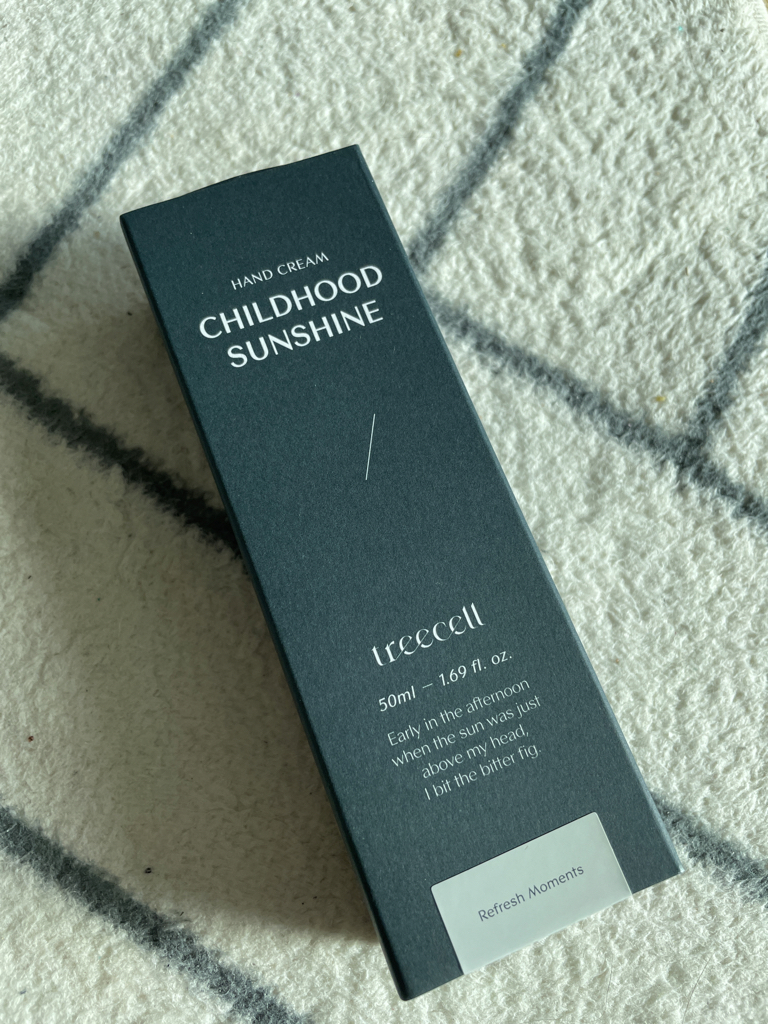 HAND CREAM
CHILDHOOD
SUNSHINE
treecell
50ml — 1.69 fl. oz.
Early in the afternoon
when the sun was just
above my head,
I bit the bitter fig.
Refresh Moments